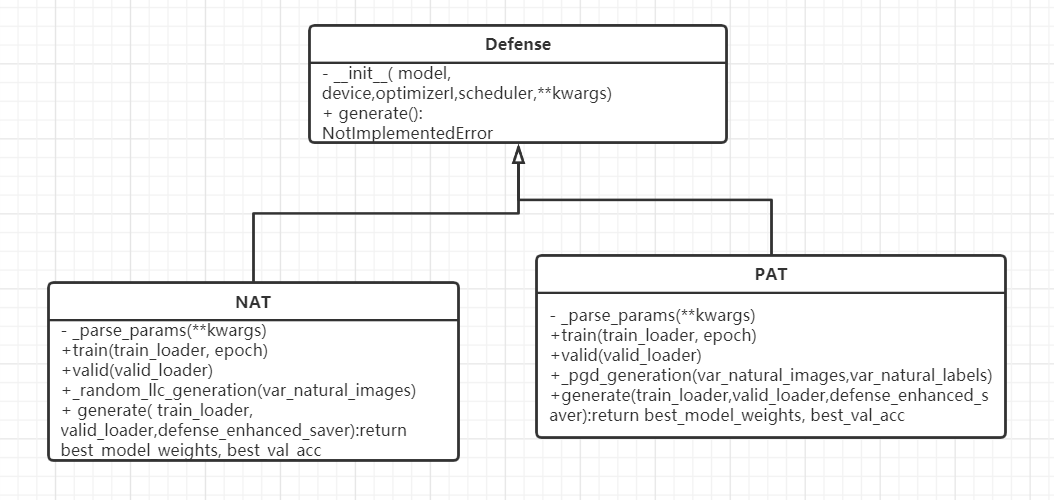 Defense
- __init__( model,
device,optimizerl,scheduler,**kwargs)
+ generate():
NotImplementedError
NAT
- _parse_params(**kwargs)
+train(train_loader, epoch)
+valid(valid_loader)
+_random_llc_generation(var_natural_images)
+ generate( train_loader,
valid_loader,defense_enhanced_saver):return
best_model_weights, best_val_acc
PAT
- _parse_params(**kwargs)
+train(train_loader, epoch)
+valid(valid_loader)
+_pgd_generation(var_natural_images,var_natural_labels)
+generate(train_loader,valid_loader,defense_enhanced_s
aver):return best_model_weights, best_val_acc